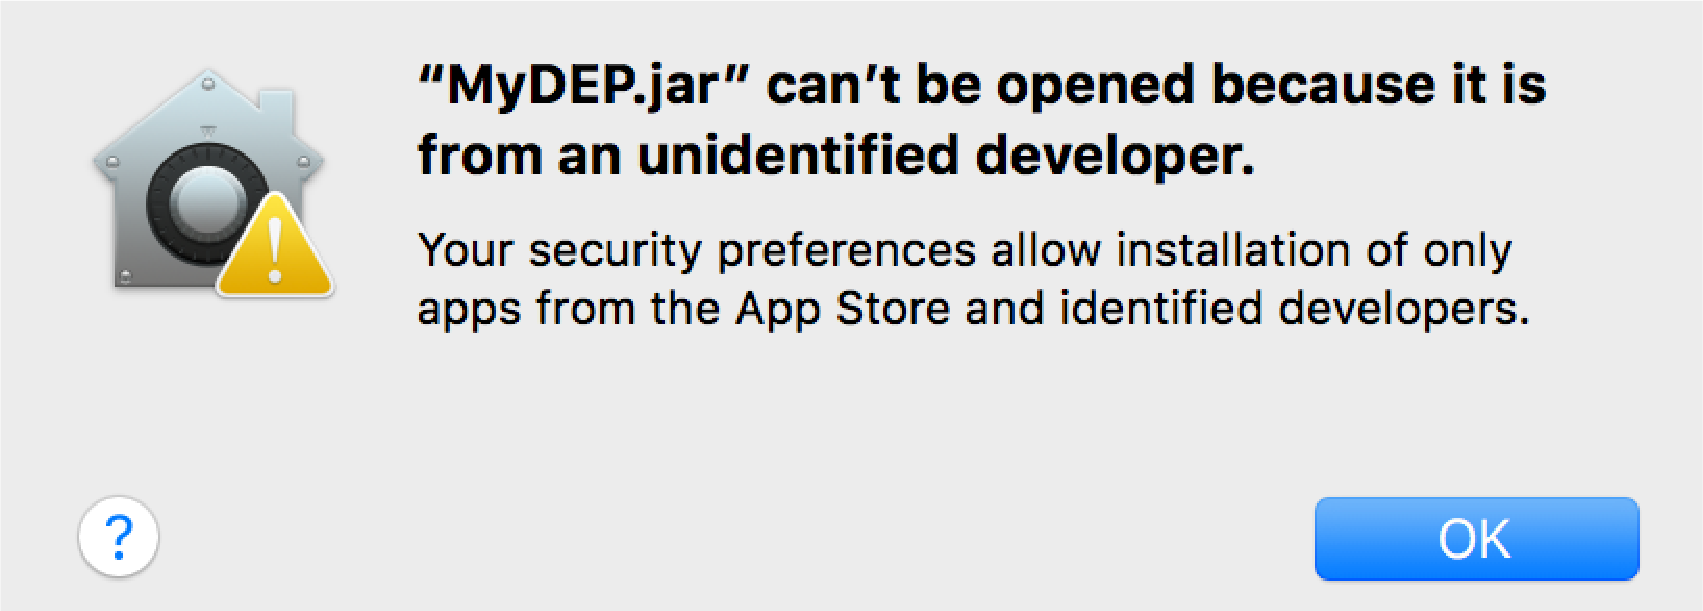 “MyDEP.jar” can’t be opened because it is
from an unidentified developer.
Your security preferences allow installation of only
apps from the App Store and identified developers.
?
OK